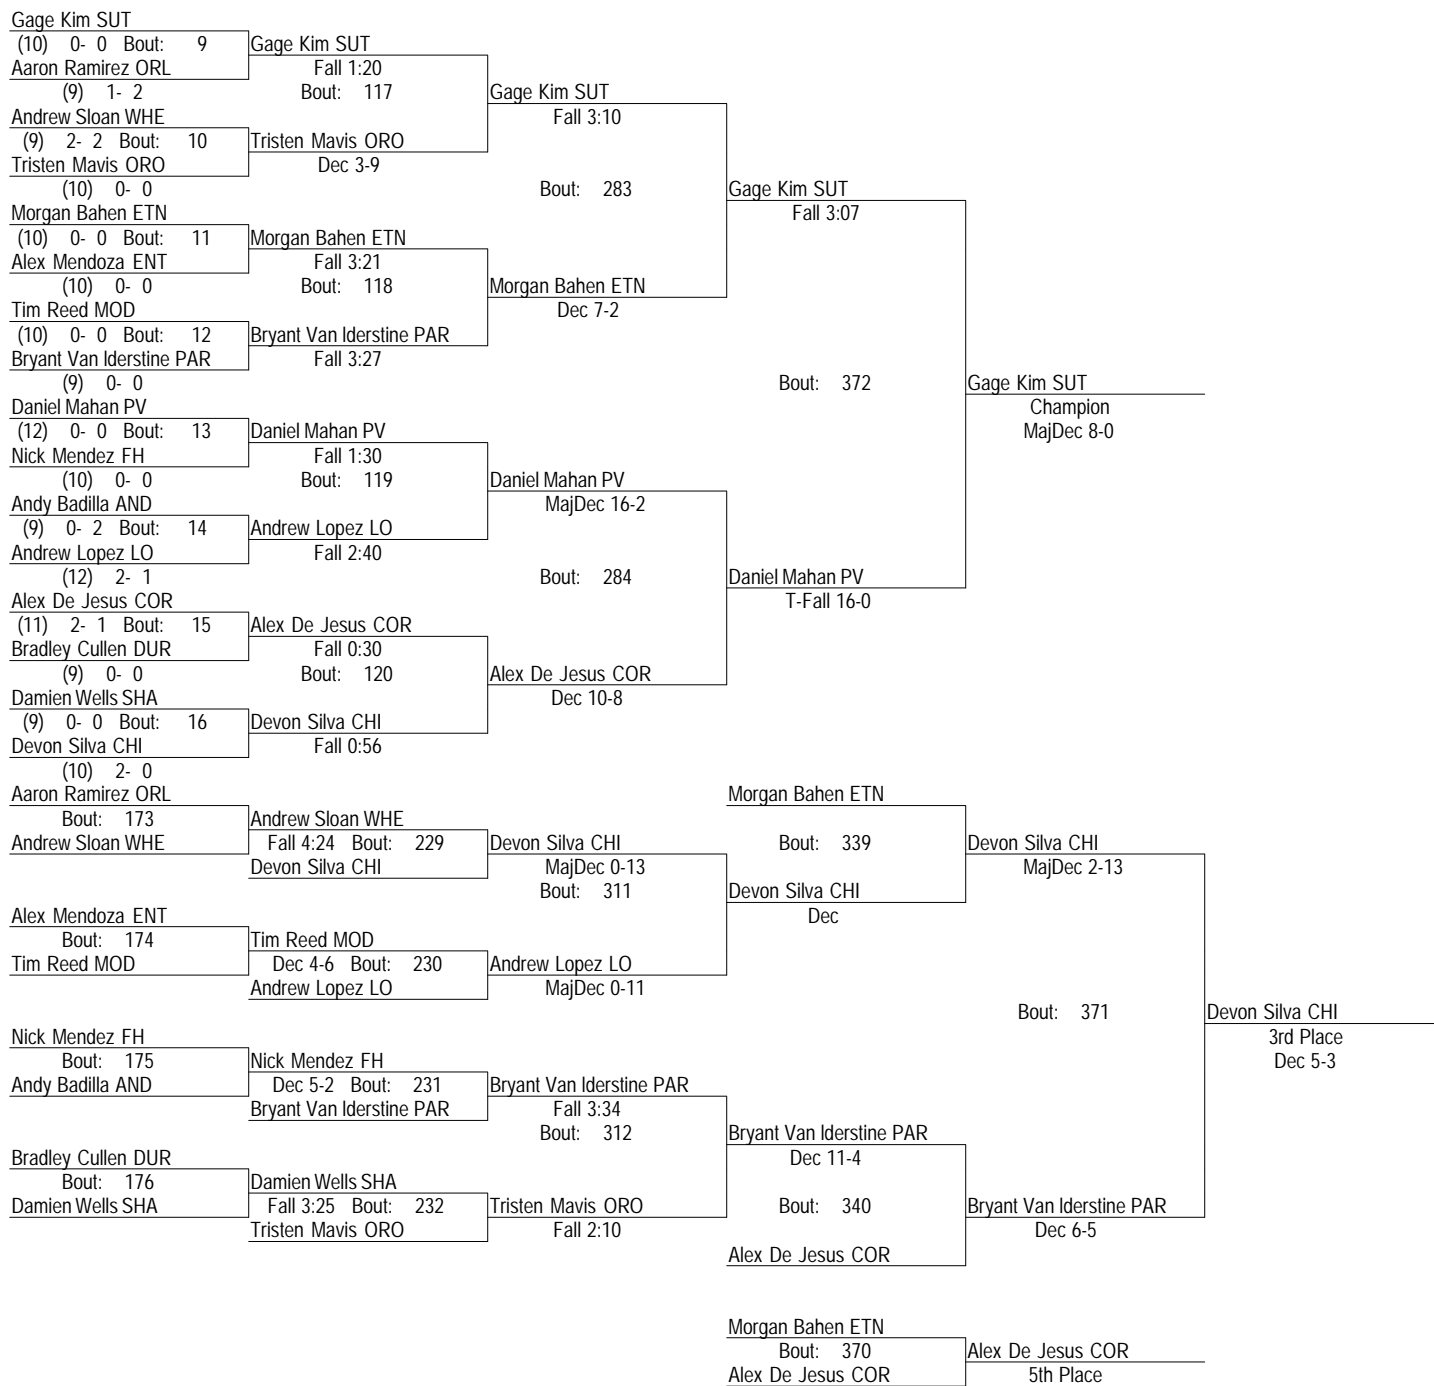 Gage Kim SUT
(10) 0- 0 Bout: 9 Gage Kim SUT
Aaron Ramirez ORL Fall 1:20
(9) 1- 2 Bout: 117 Gage Kim SUT
Andrew Sloan WHE Fall 3:10
(9) 2- 2 Bout: 10 Tristen Mavis ORO
Tristen Mavis ORO Dec 3-9
(10) 0- 0 Bout: 283 Gage Kim SUT
Morgan Bahen ETN Fall 3:07
(10) 0- 0 Bout: 11 Morgan Bahen ETN
Alex Mendoza ENT Fall 3:21
(10) 0- 0 Bout: 118 Morgan Bahen ETN
Tim Reed MOD Dec 7-2
(10) 0- 0 Bout: 12 Bryant Van Iderstine PAR
Bryant Van Iderstine PAR Fall 3:27
(9) 0- 0 Bout: 372 Gage Kim SUT
Daniel Mahan PV Champion
(12) 0- 0 Bout: 13 Daniel Mahan PV MajDec 8-0
Nick Mendez FH Fall 1:30
(10) 0- 0 Bout: 119 Daniel Mahan PV
Andy Badilla AND MajDec 16-2
(9) 0- 2 Bout: 14 Andrew Lopez LO
Andrew Lopez LO Fall 2:40
(12) 2- 1 Bout: 284 Daniel Mahan PV
Alex De Jesus COR T-Fall 16-0
(11) 2- 1 Bout: 15 Alex De Jesus COR
Bradley Cullen DUR Fall 0:30
(9) 0- 0 Bout: 120 Alex De Jesus COR
Damien Wells SHA Dec 10-8
(9) 0- 0 Bout: 16 Devon Silva CHI
Devon Silva CHI Fall 0:56
(10) 2- 0
Aaron Ramirez ORL Morgan Bahen ETN
Bout: 173 Andrew Sloan WHE
Andrew Sloan WHE Fall 4:24 Bout: 229 Devon Silva CHI Bout: 339 Devon Silva CHI
Devon Silva CHI MajDec 0-13 MajDec 2-13
Bout: 311 Devon Silva CHI
Alex Mendoza ENT Dec
Bout: 174 Tim Reed MOD
Tim Reed MOD Dec 4-6 Bout: 230 Andrew Lopez LO
Andrew Lopez LO MajDec 0-11
Bout: 371 Devon Silva CHI
Nick Mendez FH 3rd Place
Bout: 175 Nick Mendez FH Dec 5-3
Andy Badilla AND Dec 5-2 Bout: 231 Bryant Van Iderstine PAR
Bryant Van Iderstine PAR Fall 3:34
Bout: 312 Bryant Van Iderstine PAR
Bradley Cullen DUR Dec 11-4
Bout: 176 Damien Wells SHA
Damien Wells SHA Fall 3:25 Bout: 232 Tristen Mavis ORO Bout: 340 Bryant Van Iderstine PAR
Tristen Mavis ORO Fall 2:10 Dec 6-5
Alex De Jesus COR
Morgan Bahen ETN
Bout: 370 Alex De Jesus COR
Alex De Jesus COR 5th Place